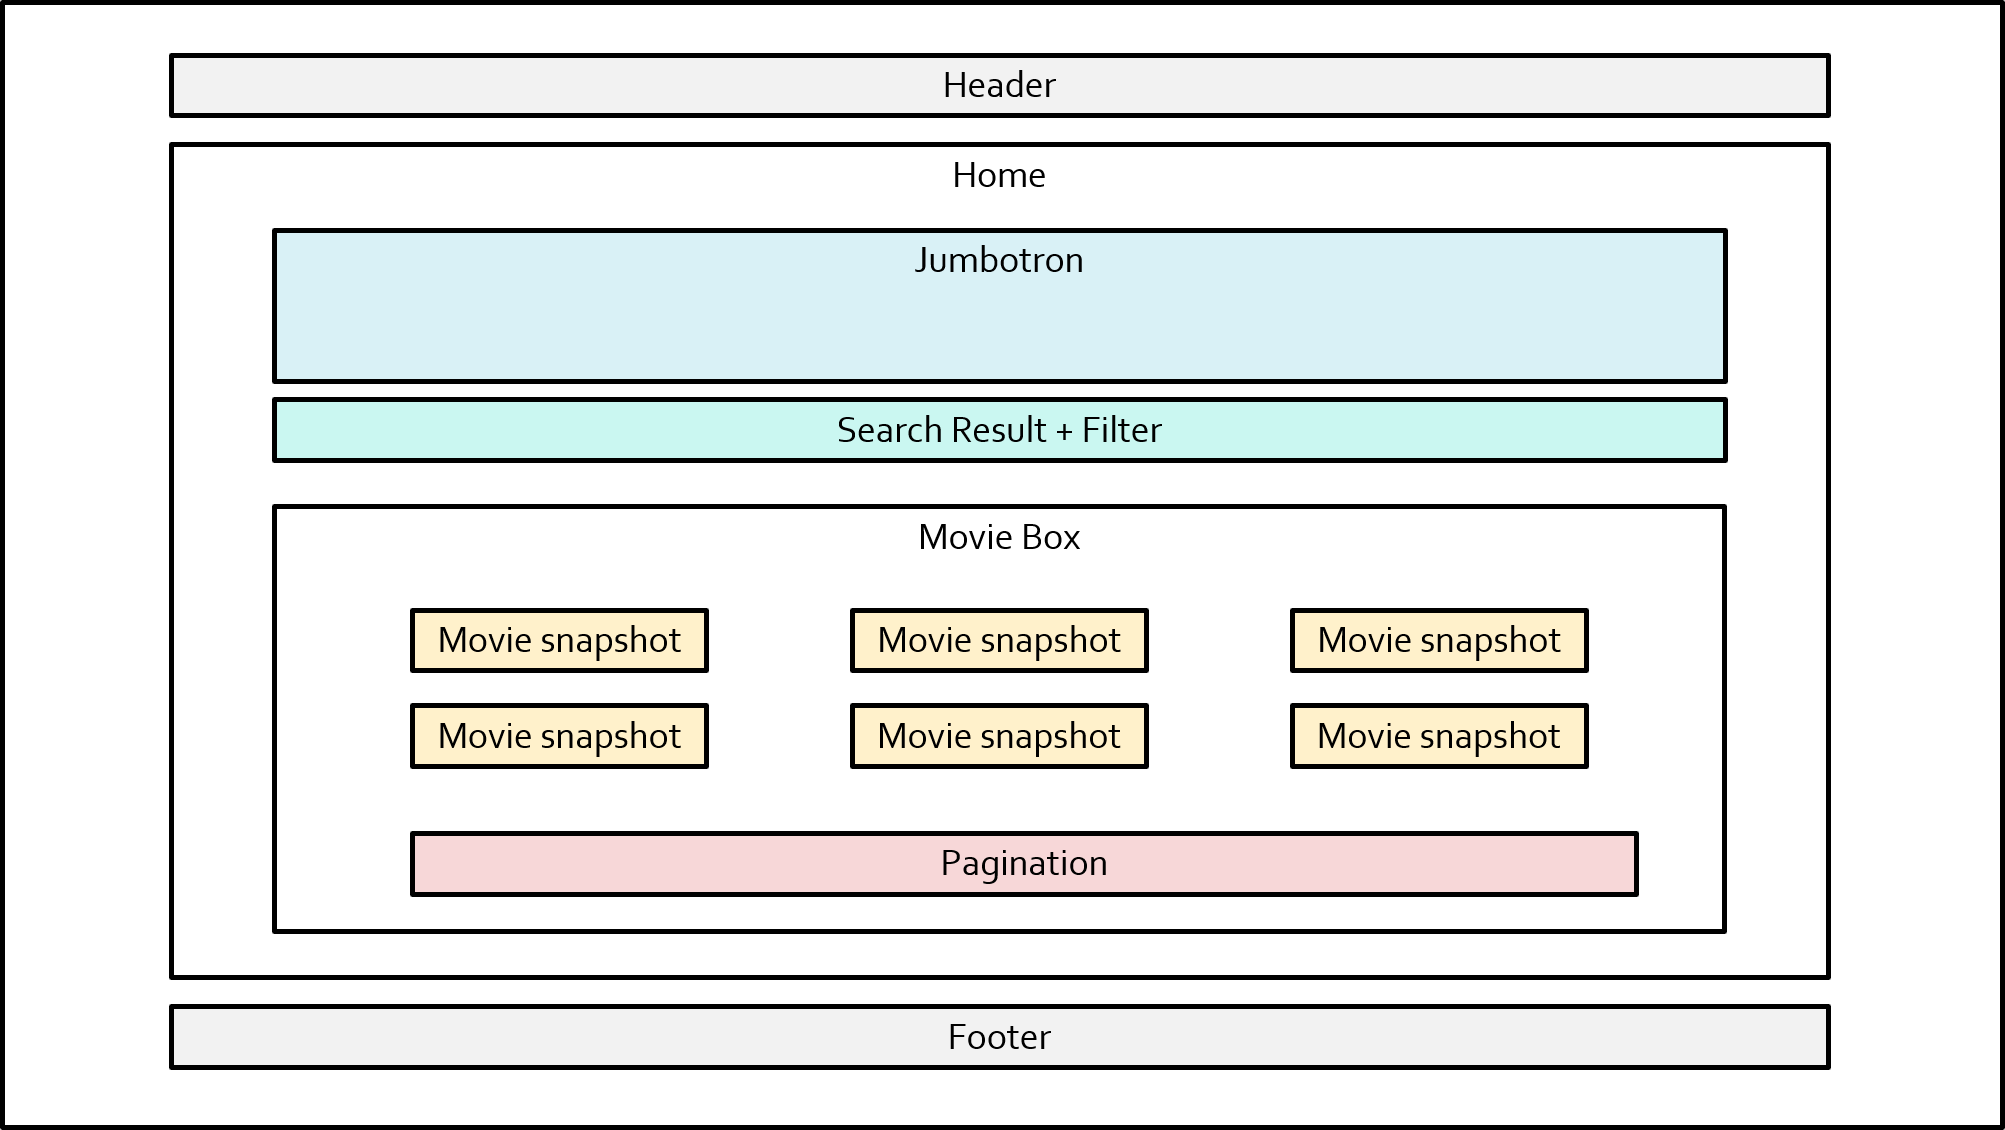 Header
Home
Jumbotron
Search Result + Filter
Movie Box
Movie snapshot Movie snapshot Movie snapshot
Movie snapshot Movie snapshot Movie snapshot
Pagination
Footer